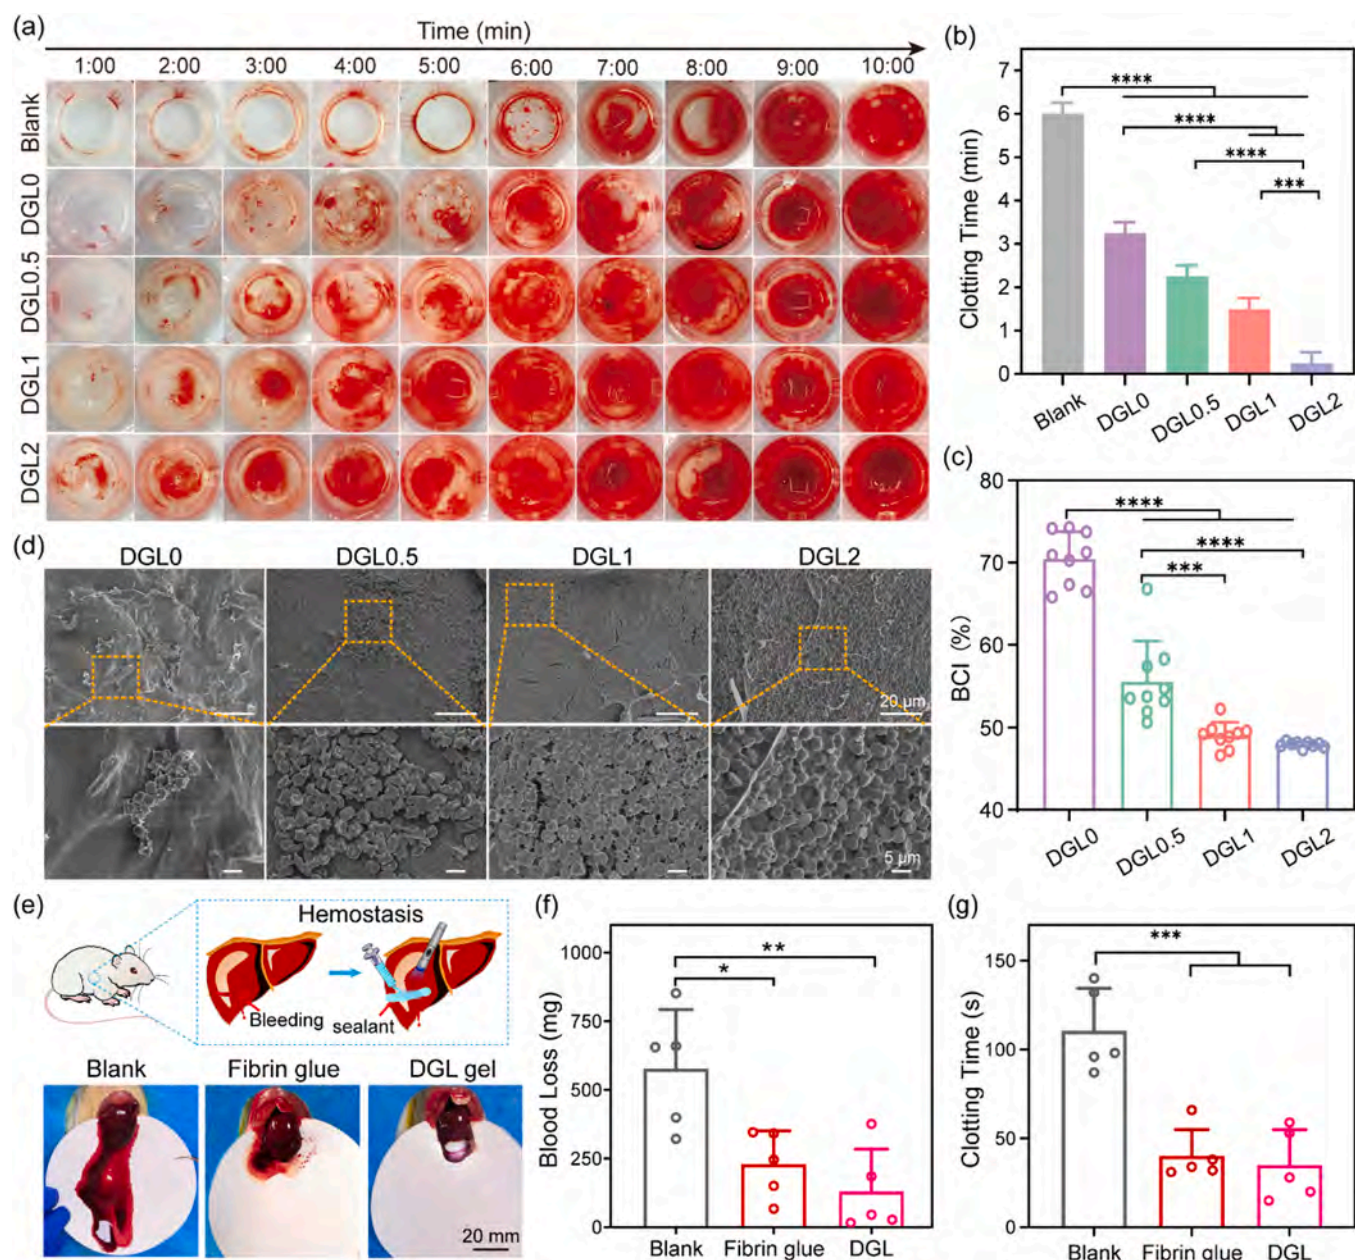 (a)
Time (min)
1:00 2:00 3:00 4:00 5:00 6:00 7:00 8:00 9:00 10:00
Blank
DGL0
DGL0.5
DGL1
DGL2
(b)
Clotting Time (min)
7
6
5
4
3
2
1
0
****
****
****
***
Blank DGL0 DGL0.5 DGL1 DGL2
(c)
BCI (%)
80
70
60
50
40
****
****
***
DGL0 DGL0.5 DGL1 DGL2
(d)
DGL0 DGL0.5 DGL1 DGL2
20 μm
5 μm
(e)
Hemostasis
Bleeding
sealant
Blank Fibrin glue DGL gel
20 mm
(f)
Blood Loss (mg)
1000
750
500
250
0
**
*
Blank Fibrin glue DGL
(g)
Clotting Time (s)
150
100
50
0
***
Blank Fibrin glue DGL